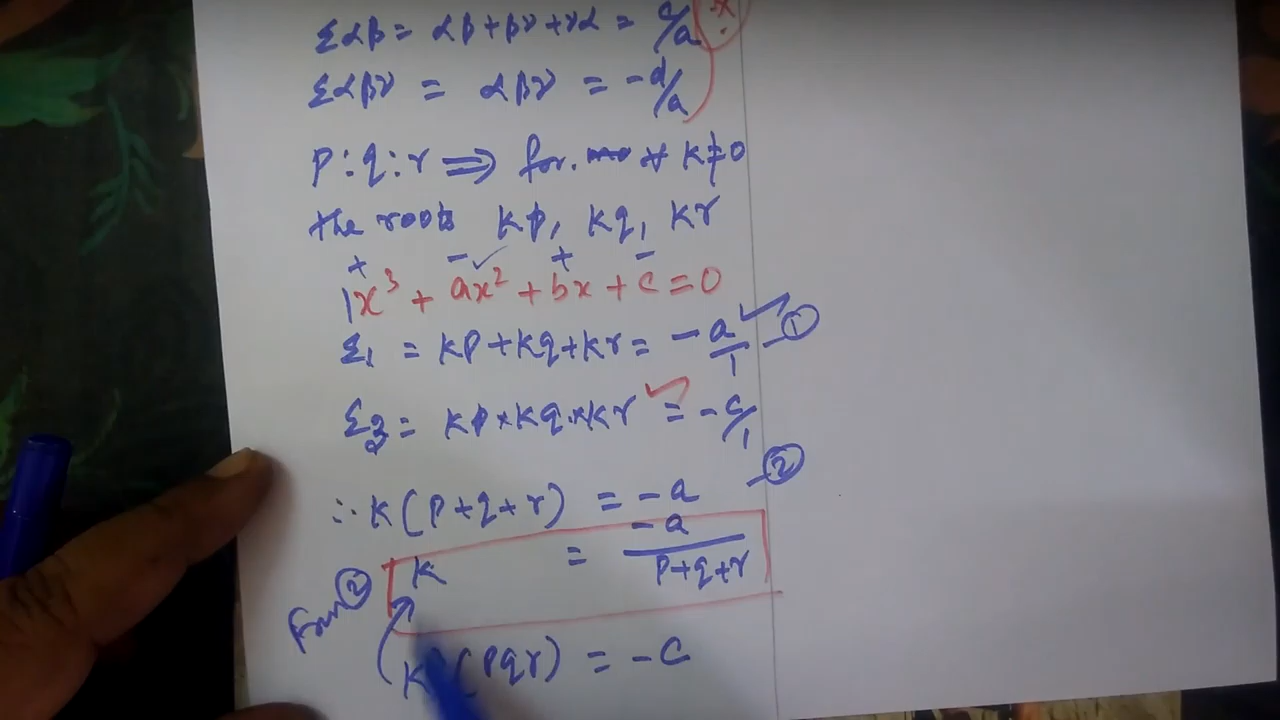 Σαβ = αβ+βγ+γα = c/a
Σαβγ = αβγ = -d/a
p:q:r ⇒ for. ∀ K≠0
the roots Kp, Kq, Kr
+ - ✓ + -
1x³ + ax² + bx + c = 0
Σ₁ = Kp+Kq+Kr = -a/1 ✓ ①
Σ₃ = Kp×Kq×Kr ✓ = -c/1
②
∴ K(p+q+r) = -a
K = -a/(p+q+r)
From ②
K (pqr) = -c